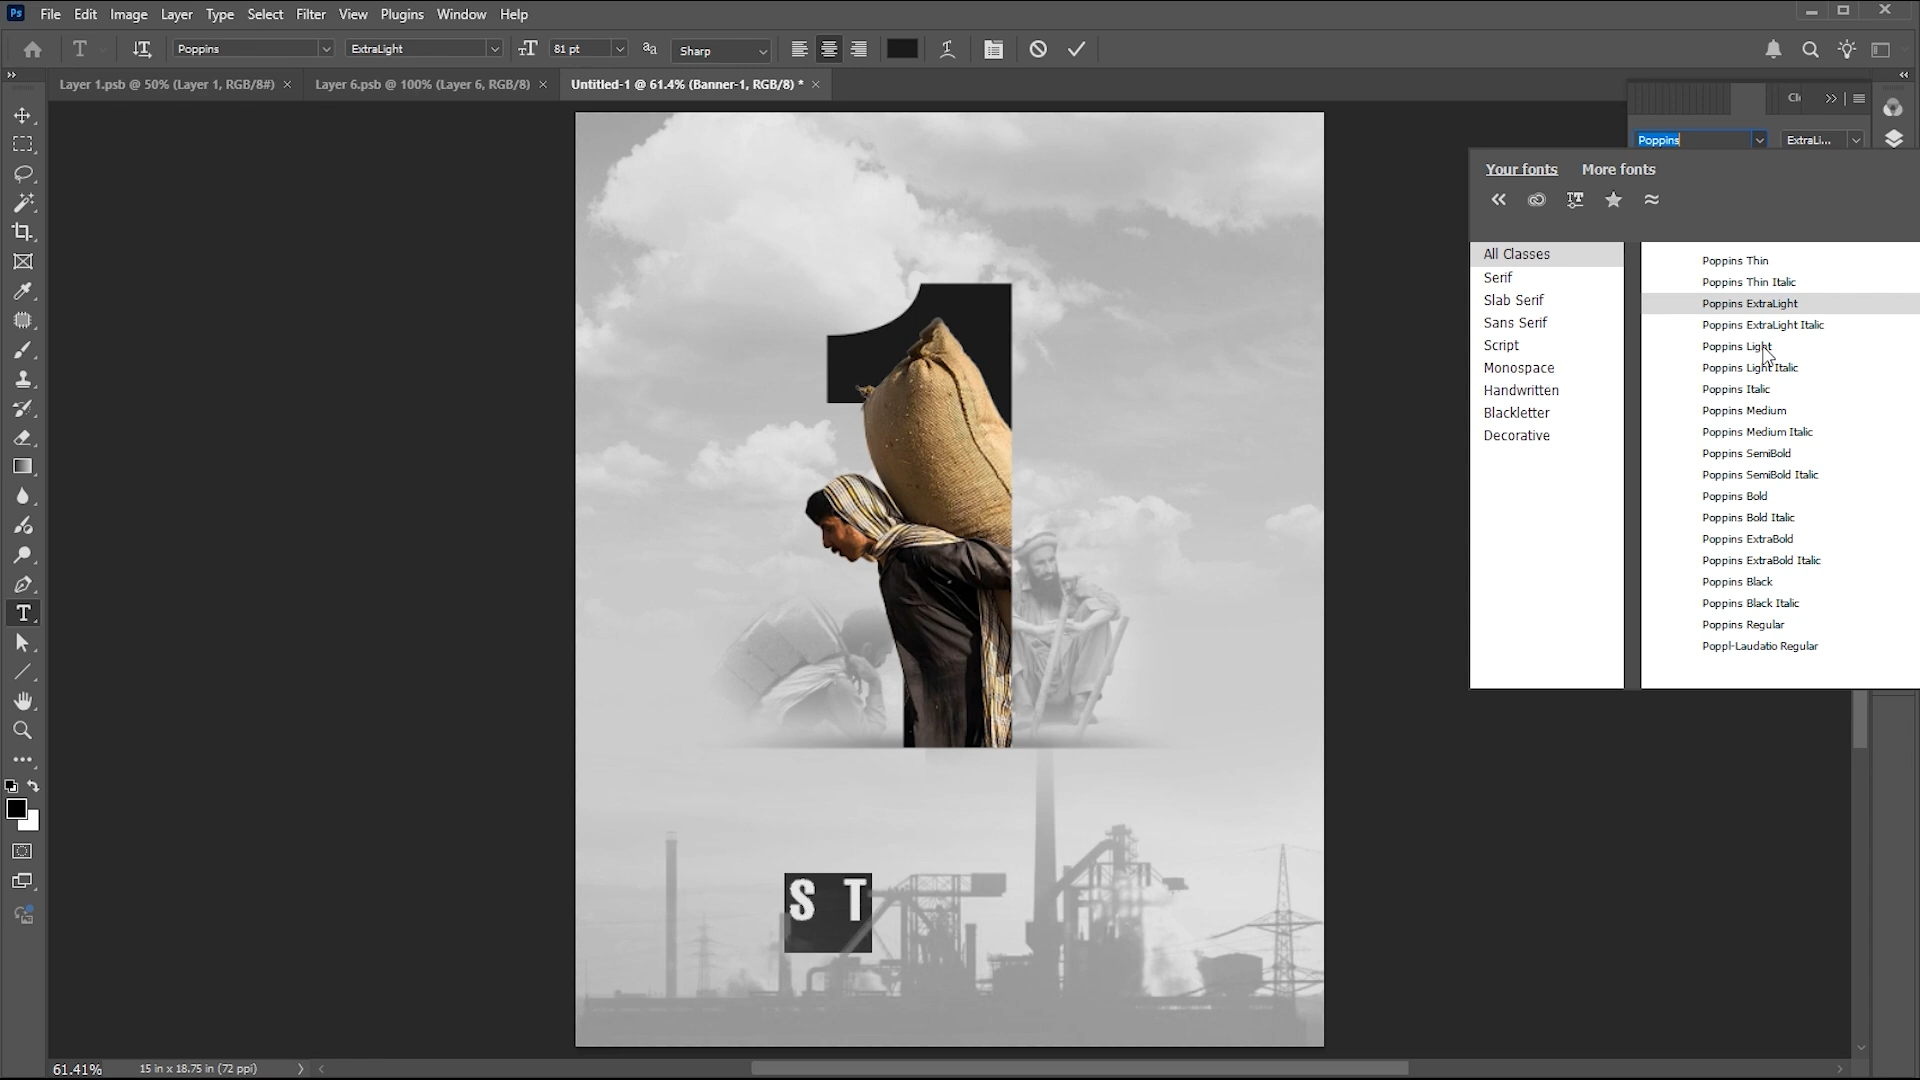 Ps File Edit Image Layer Type Select Filter View Plugins Window Help
T Poppins ExtraLight 81 pt Sharp
Layer 1.psb @ 50% (Layer 1, RGB/8#) × Layer 6.psb @ 100% (Layer 6, RGB/8) × Untitled-1 @ 61.4% (Banner-1, RGB/8) * ×
Poppins ExtraLi...
Your fonts More fonts
All Classes
Serif
Slab Serif
Sans Serif
Script
Monospace
Handwritten
Blackletter
Decorative
Poppins Thin
Poppins Thin Italic
Poppins ExtraLight
Poppins ExtraLight Italic
Poppins Light
Poppins Light Italic
Poppins Italic
Poppins Medium
Poppins Medium Italic
Poppins SemiBold
Poppins SemiBold Italic
Poppins Bold
Poppins Bold Italic
Poppins ExtraBold
Poppins ExtraBold Italic
Poppins Black
Poppins Black Italic
Poppins Regular
Poppl-Laudatio Regular
1
S T
61.41% 15 in x 18.75 in (72 ppi)